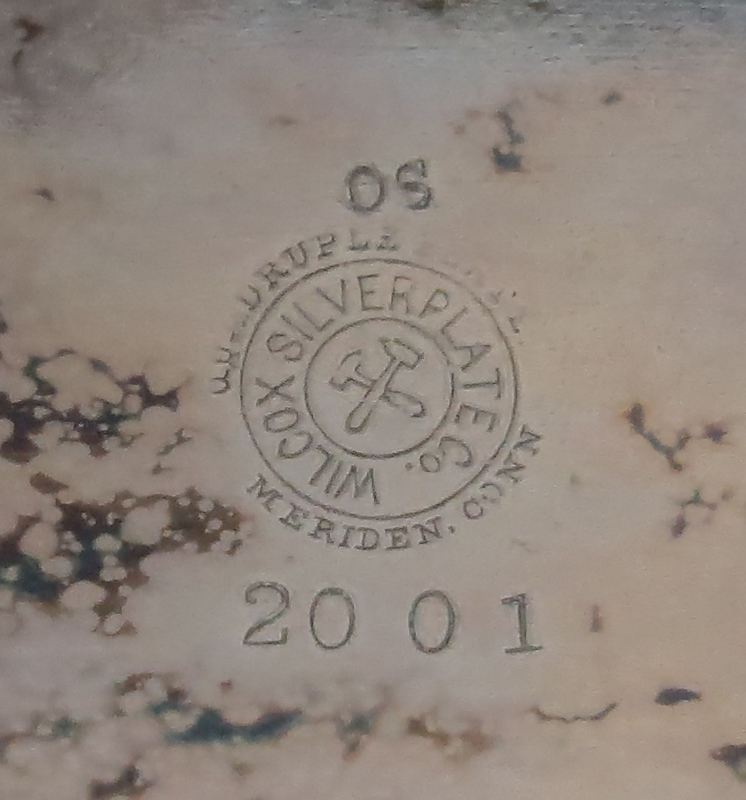 OS
WILCOX SILVERPLATE Co.
MERIDEN, CONN
2001